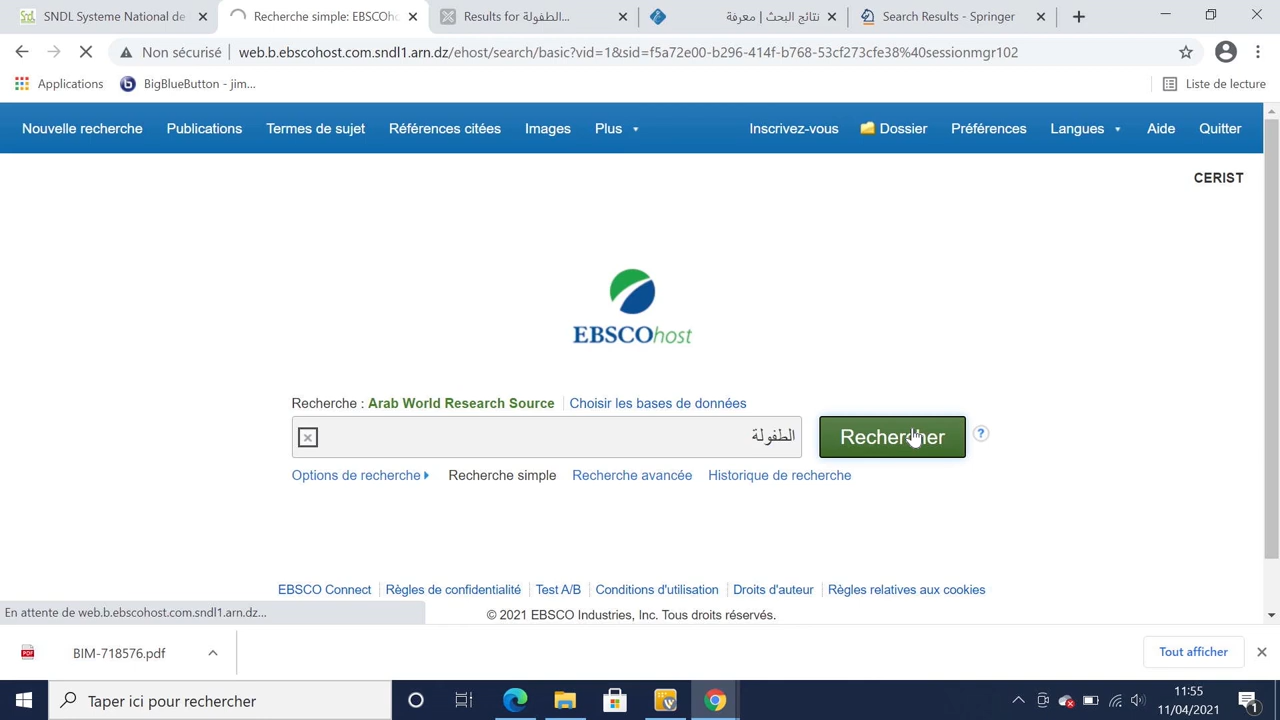 SNDL Systeme National de
Recherche simple: EBSCOho
Results for الطفولة...
نتائج البحث | معرفة
Search Results - Springer
Non sécurisé
web.b.ebscohost.com.sndl1.arn.dz/ehost/search/basic?vid=1&sid=f5a72e00-b296-414f-b768-53cf273cfe38%40sessionmgr102
Applications
BigBlueButton - jim...
Liste de lecture
Nouvelle recherche Publications Termes de sujet Références citées Images Plus Inscrivez-vous Dossier Préférences Langues Aide Quitter
CERIST
EBSCOhost
Recherche : Arab World Research Source Choisir les bases de données
الطفولة
Rechercher
?
Options de recherche Recherche simple Recherche avancée Historique de recherche
EBSCO Connect Règles de confidentialité Test A/B Conditions d'utilisation Droits d'auteur Règles relatives aux cookies
En attente de web.b.ebscohost.com.sndl1.arn.dz...
© 2021 EBSCO Industries, Inc. Tous droits réservés.
BIM-718576.pdf
Tout afficher
Taper ici pour rechercher
11:55
11/04/2021
1